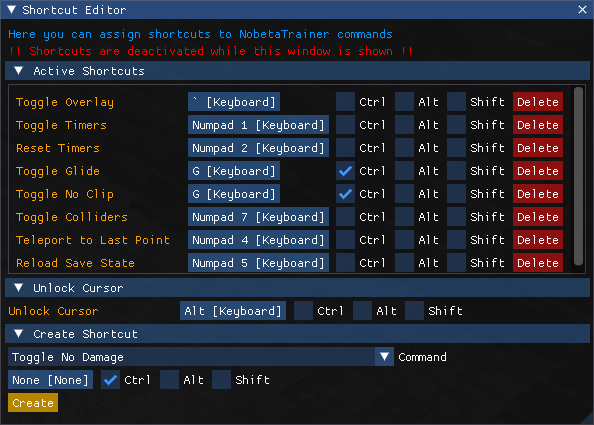 Shortcut Editor
Here you can assign shortcuts to NobetaTrainer commands
!! Shortcuts are deactivated while this window is shown !!
Active Shortcuts
Toggle Overlay ` [Keyboard] Ctrl Alt Shift Delete
Toggle Timers Numpad 1 [Keyboard] Ctrl Alt Shift Delete
Reset Timers Numpad 2 [Keyboard] Ctrl Alt Shift Delete
Toggle Glide G [Keyboard] Ctrl Alt Shift Delete
Toggle No Clip G [Keyboard] Ctrl Alt Shift Delete
Toggle Colliders Numpad 7 [Keyboard] Ctrl Alt Shift Delete
Teleport to Last Point Numpad 4 [Keyboard] Ctrl Alt Shift Delete
Reload Save State Numpad 5 [Keyboard] Ctrl Alt Shift Delete
Unlock Cursor
Unlock Cursor Alt [Keyboard] Ctrl Alt Shift
Create Shortcut
Toggle No Damage Command
None [None] Ctrl Alt Shift
Create